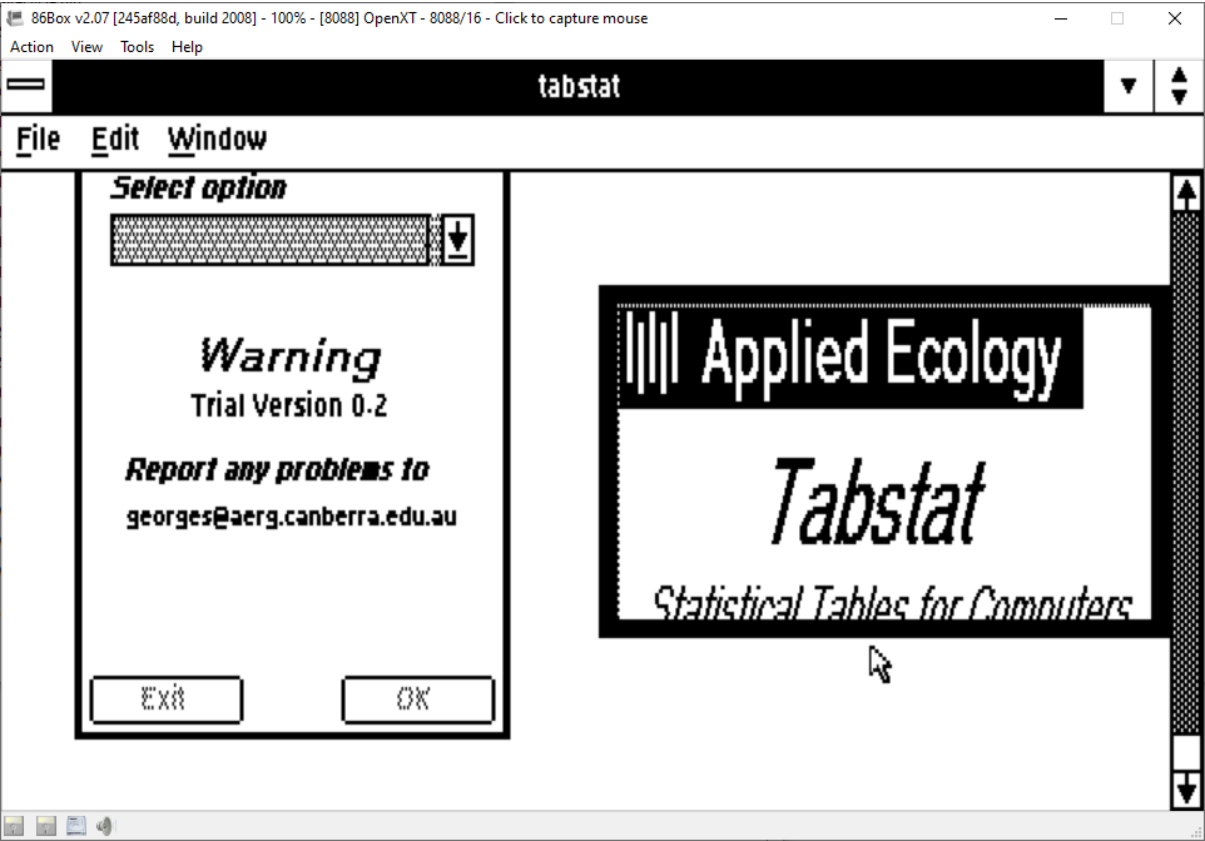 86Box v2.07 [245af88d, build 2008] - 100% - [8088] OpenXT - 8088/16 - Click to capture mouse
Action View Tools Help
tabstat
File Edit Window
Select option
Warning
Trial Version 0.2
Report any problems to
georges@aerg.canberra.edu.au
Exit OK
Applied Ecology
Tabstat
Statistical Tables for Computers